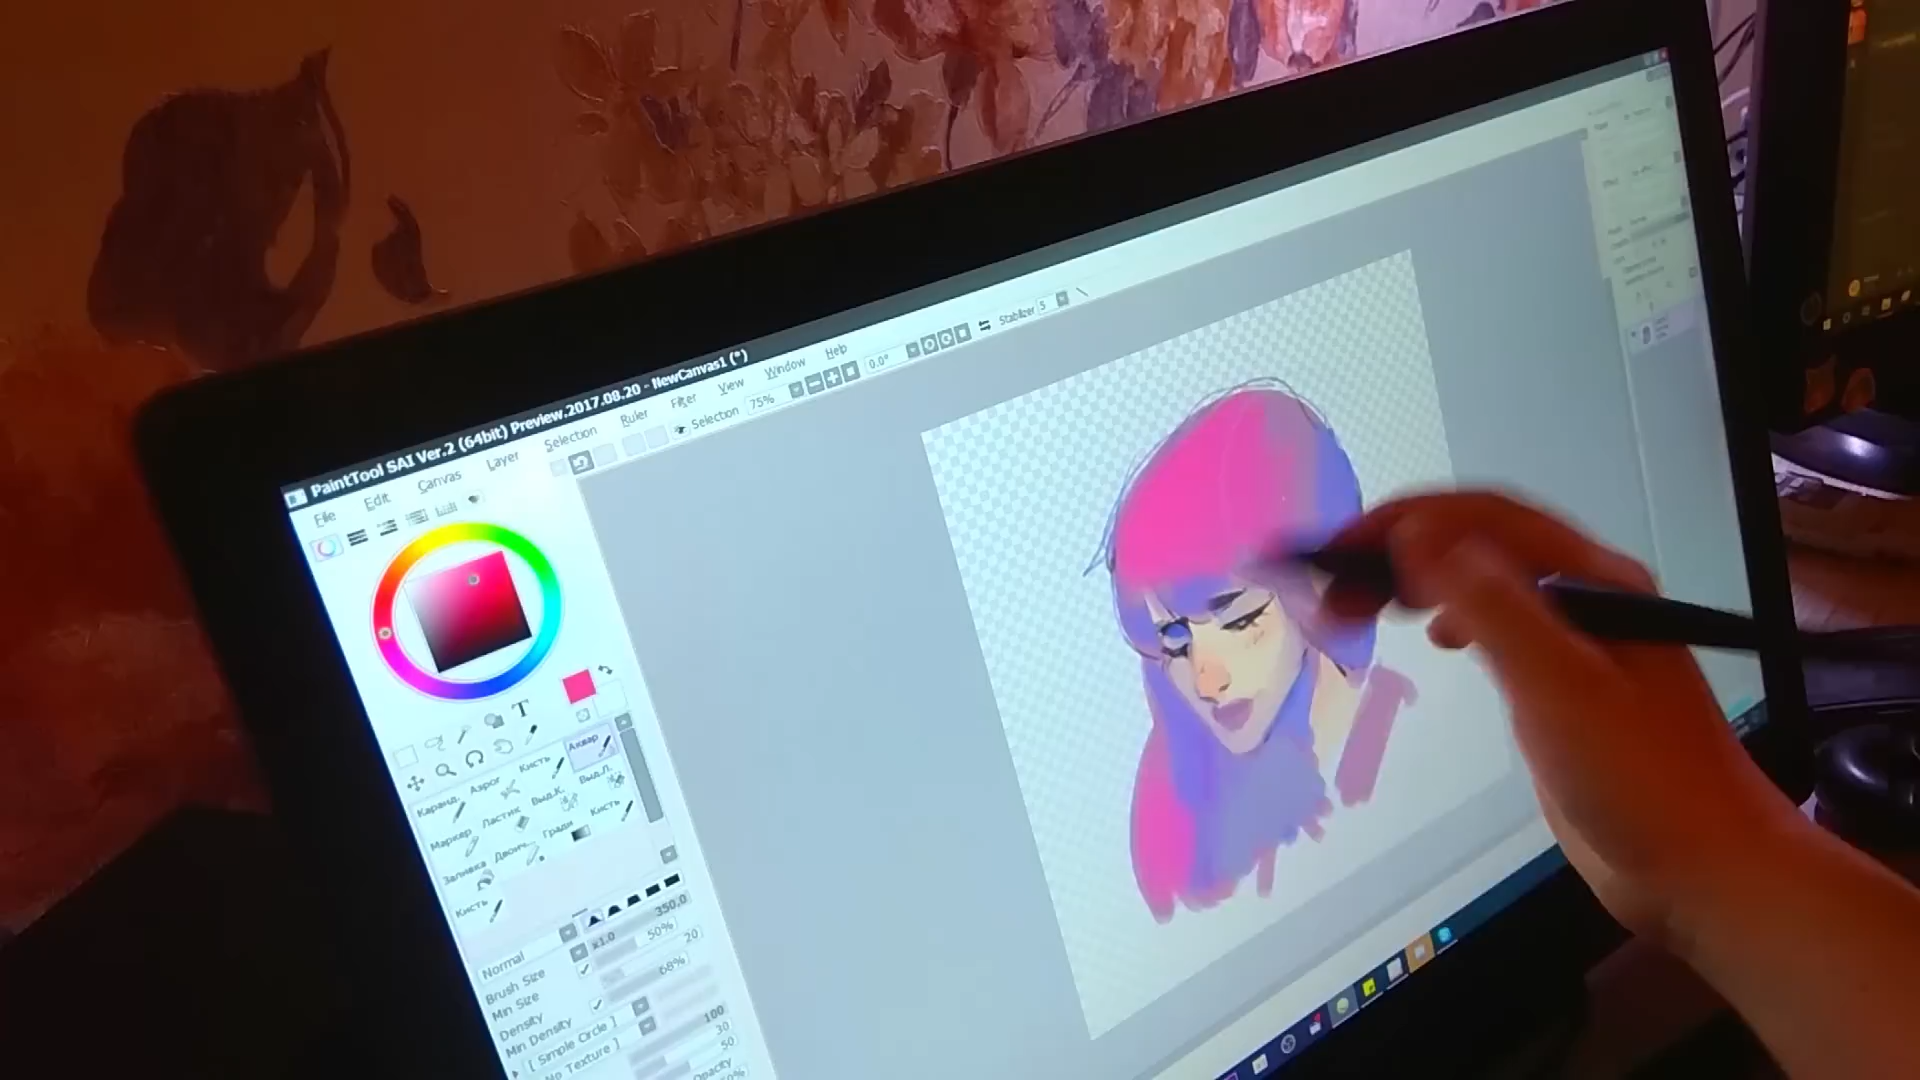 PaintTool SAI Ver.2 (64bit) Preview.2017.08.20 - NewCanvas1 (*)
File Edit Canvas Layer Selection Ruler Filter View Window Help
Selection 75% 0.0° Stabilizer 5
T
Каранд. Аэрог Кисть Аквар
Маркер Ластик Выд.К. Выд.Л.
Заливка Двоич... Гради Кисть
Кисть
Normal
Brush Size x1.0 350.0
Min Size 50%
Density 20
Min Density 68%
[ Simple Circle ]
No Texture ] 100
30
50
Opacity